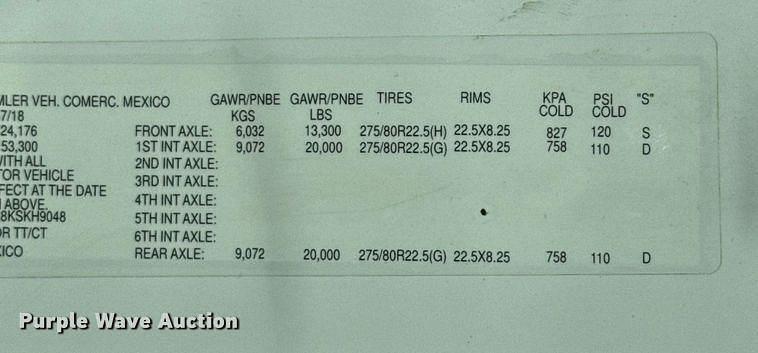 MLER VEH. COMERC. MEXICO GAWR/PNBE GAWR/PNBE TIRES RIMS KPA PSI "S"
7/18 KGS LBS COLD COLD
24,176 FRONT AXLE: 6,032 13,300 275/80R22.5(H) 22.5X8.25 827 120 S
53,300 1ST INT AXLE: 9,072 20,000 275/80R22.5(G) 22.5X8.25 758 110 D
WITH ALL 2ND INT AXLE:
TOR VEHICLE 3RD INT AXLE:
FECT AT THE DATE 4TH INT AXLE:
ABOVE.
8KSKH9048 5TH INT AXLE:
OR TT/CT 6TH INT AXLE:
XICO REAR AXLE: 9,072 20,000 275/80R22.5(G) 22.5X8.25 758 110 D
Purple Wave Auction